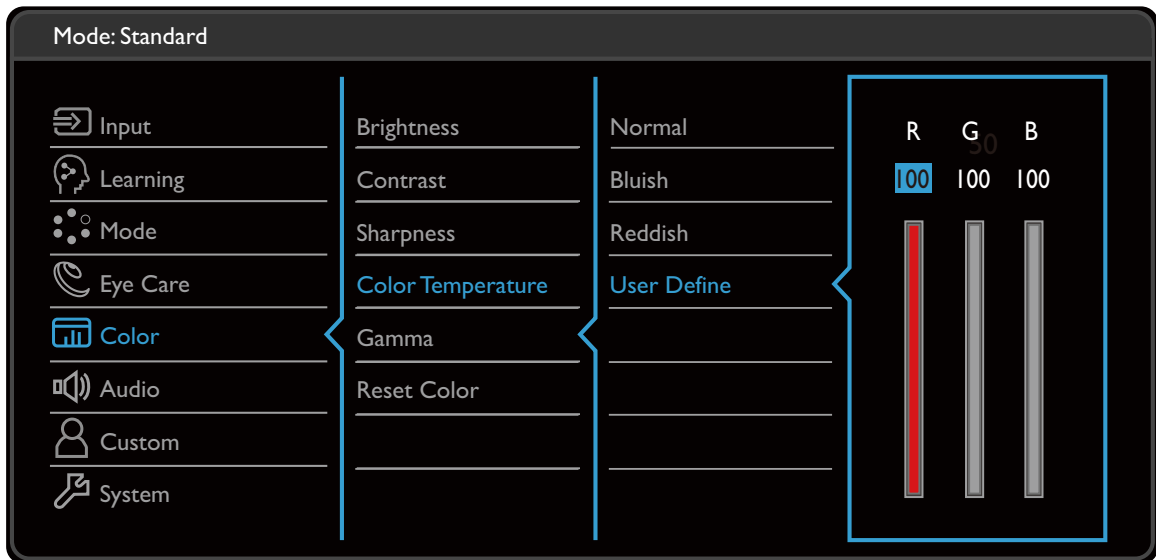 Mode: Standard
Input
Learning
Mode
Eye Care
Color
Audio
Custom
System
Brightness
Contrast
Sharpness
Color Temperature
Gamma
Reset Color
Normal
Bluish
Reddish
User Define
R G B
50
100 100 100